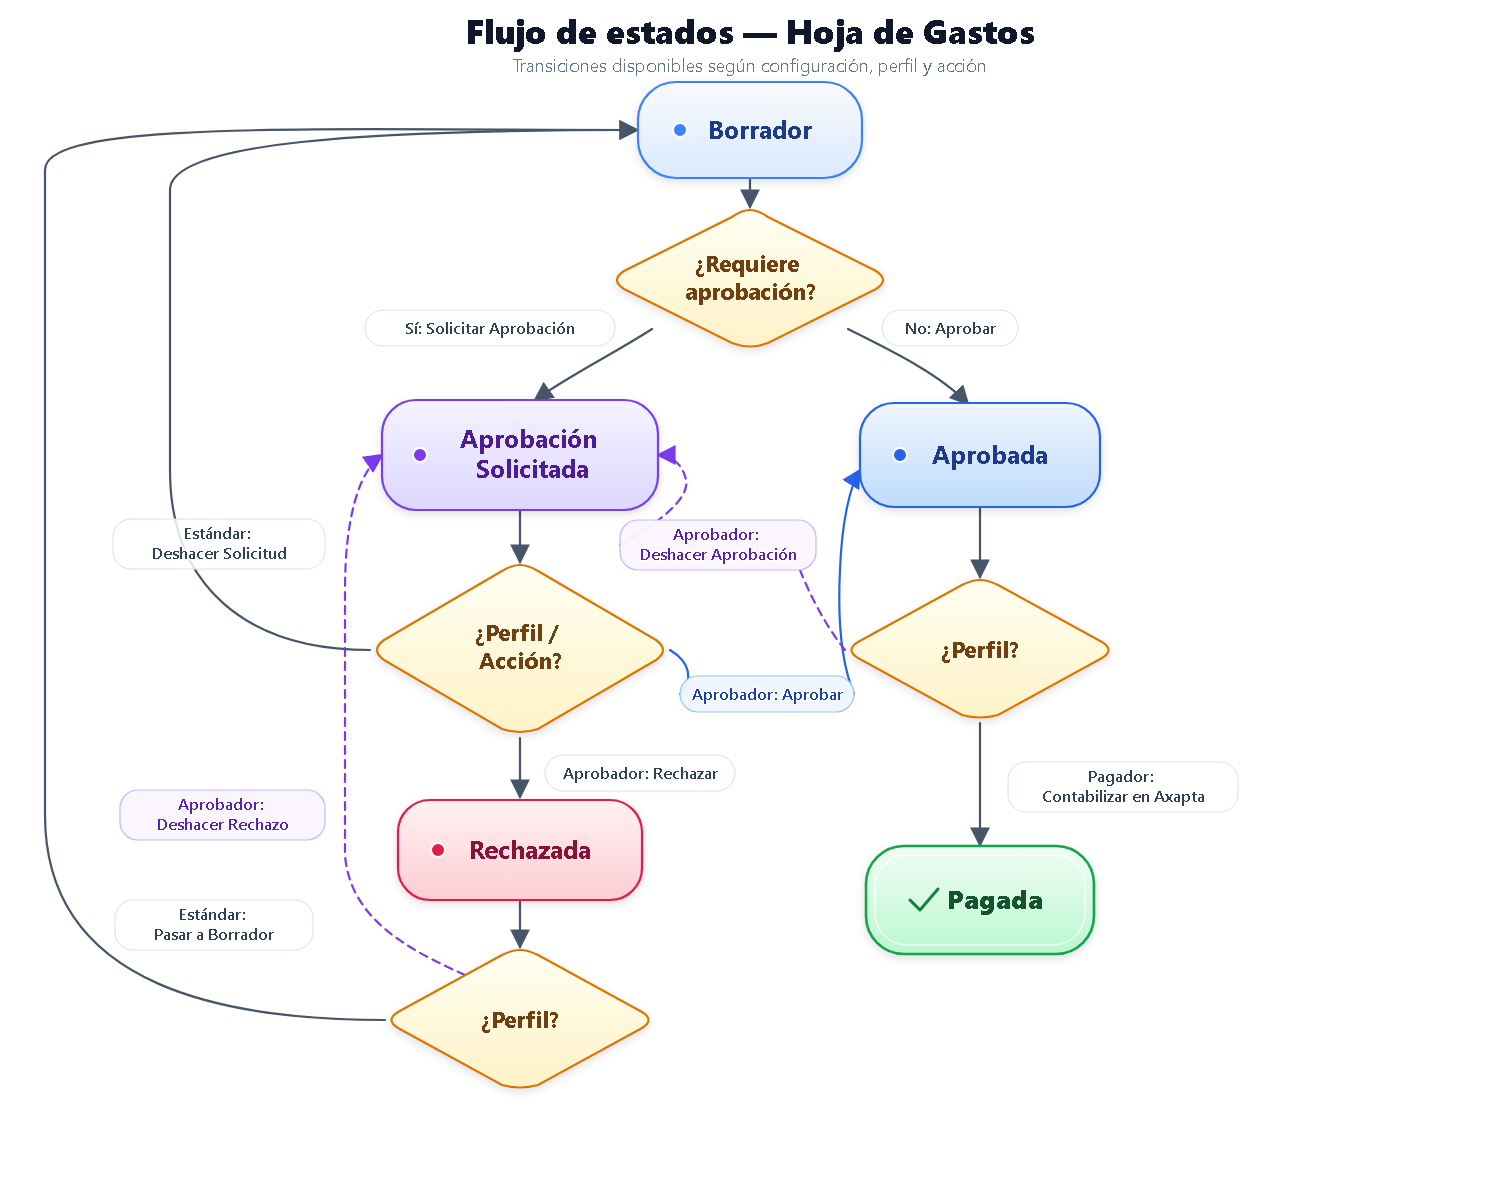 Flujo de estados — Hoja de Gastos
Transiciones disponibles según configuración, perfil y acción
Borrador
¿Requiere
aprobación?
Sí: Solicitar Aprobación
No: Aprobar
Aprobación
Solicitada
Aprobada
Estándar:
Deshacer Solicitud
Aprobador:
Deshacer Aprobación
¿Perfil /
Acción?
¿Perfil?
Aprobador: Aprobar
Aprobador: Rechazar
Pagador:
Contabilizar en Axapta
Aprobador:
Deshacer Rechazo
Rechazada
Pagada
Estándar:
Pasar a Borrador
¿Perfil?